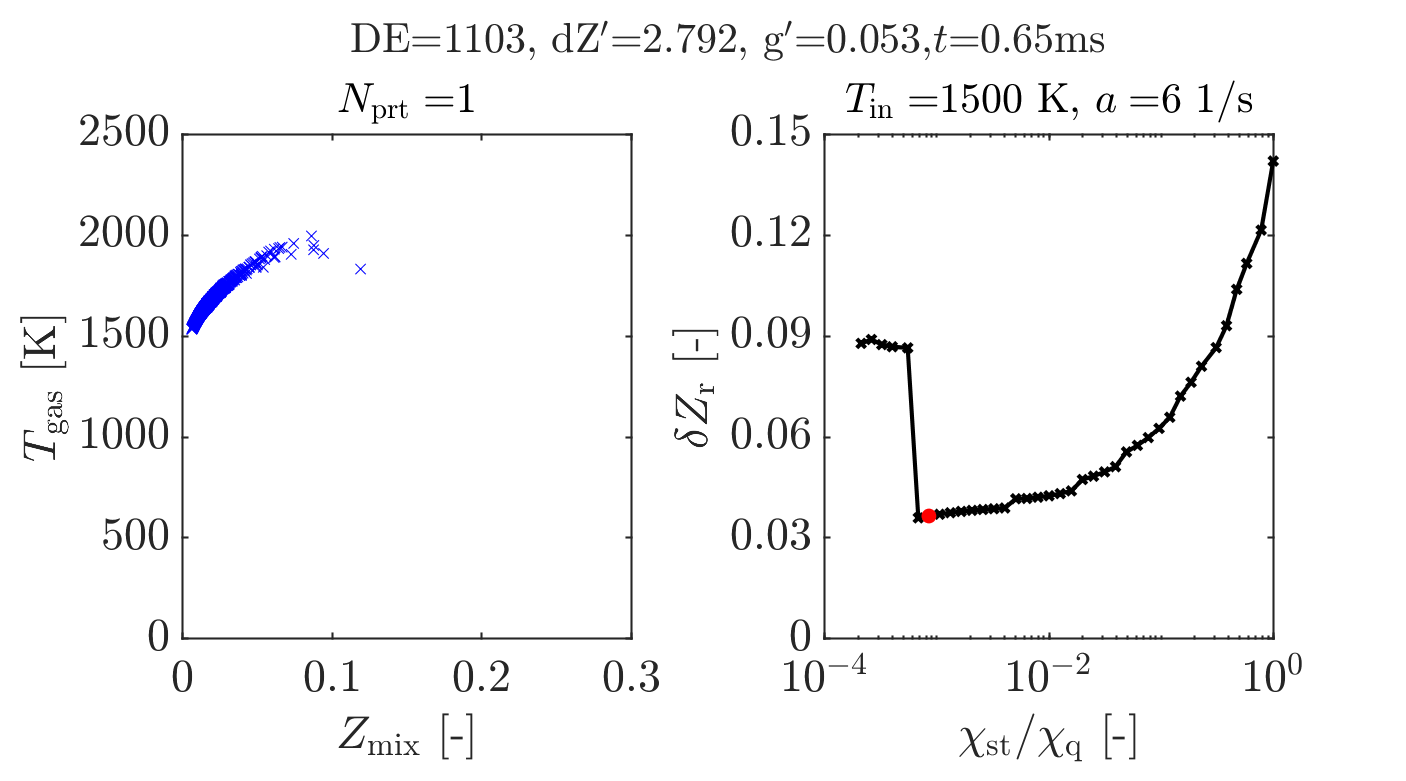 DE=1103, dZ′=2.792, g′=0.053,t=0.65ms
N_prt =1
2500
2000
1500
1000
500
0
0
0.1
0.2
0.3
T_gas [K]
Z_mix [-]
T_in =1500 K, a =6 1/s
0.15
0.12
0.09
0.06
0.03
0
10^−4
10^−2
10^0
δZ_r [-]
χ_st/χ_q [-]